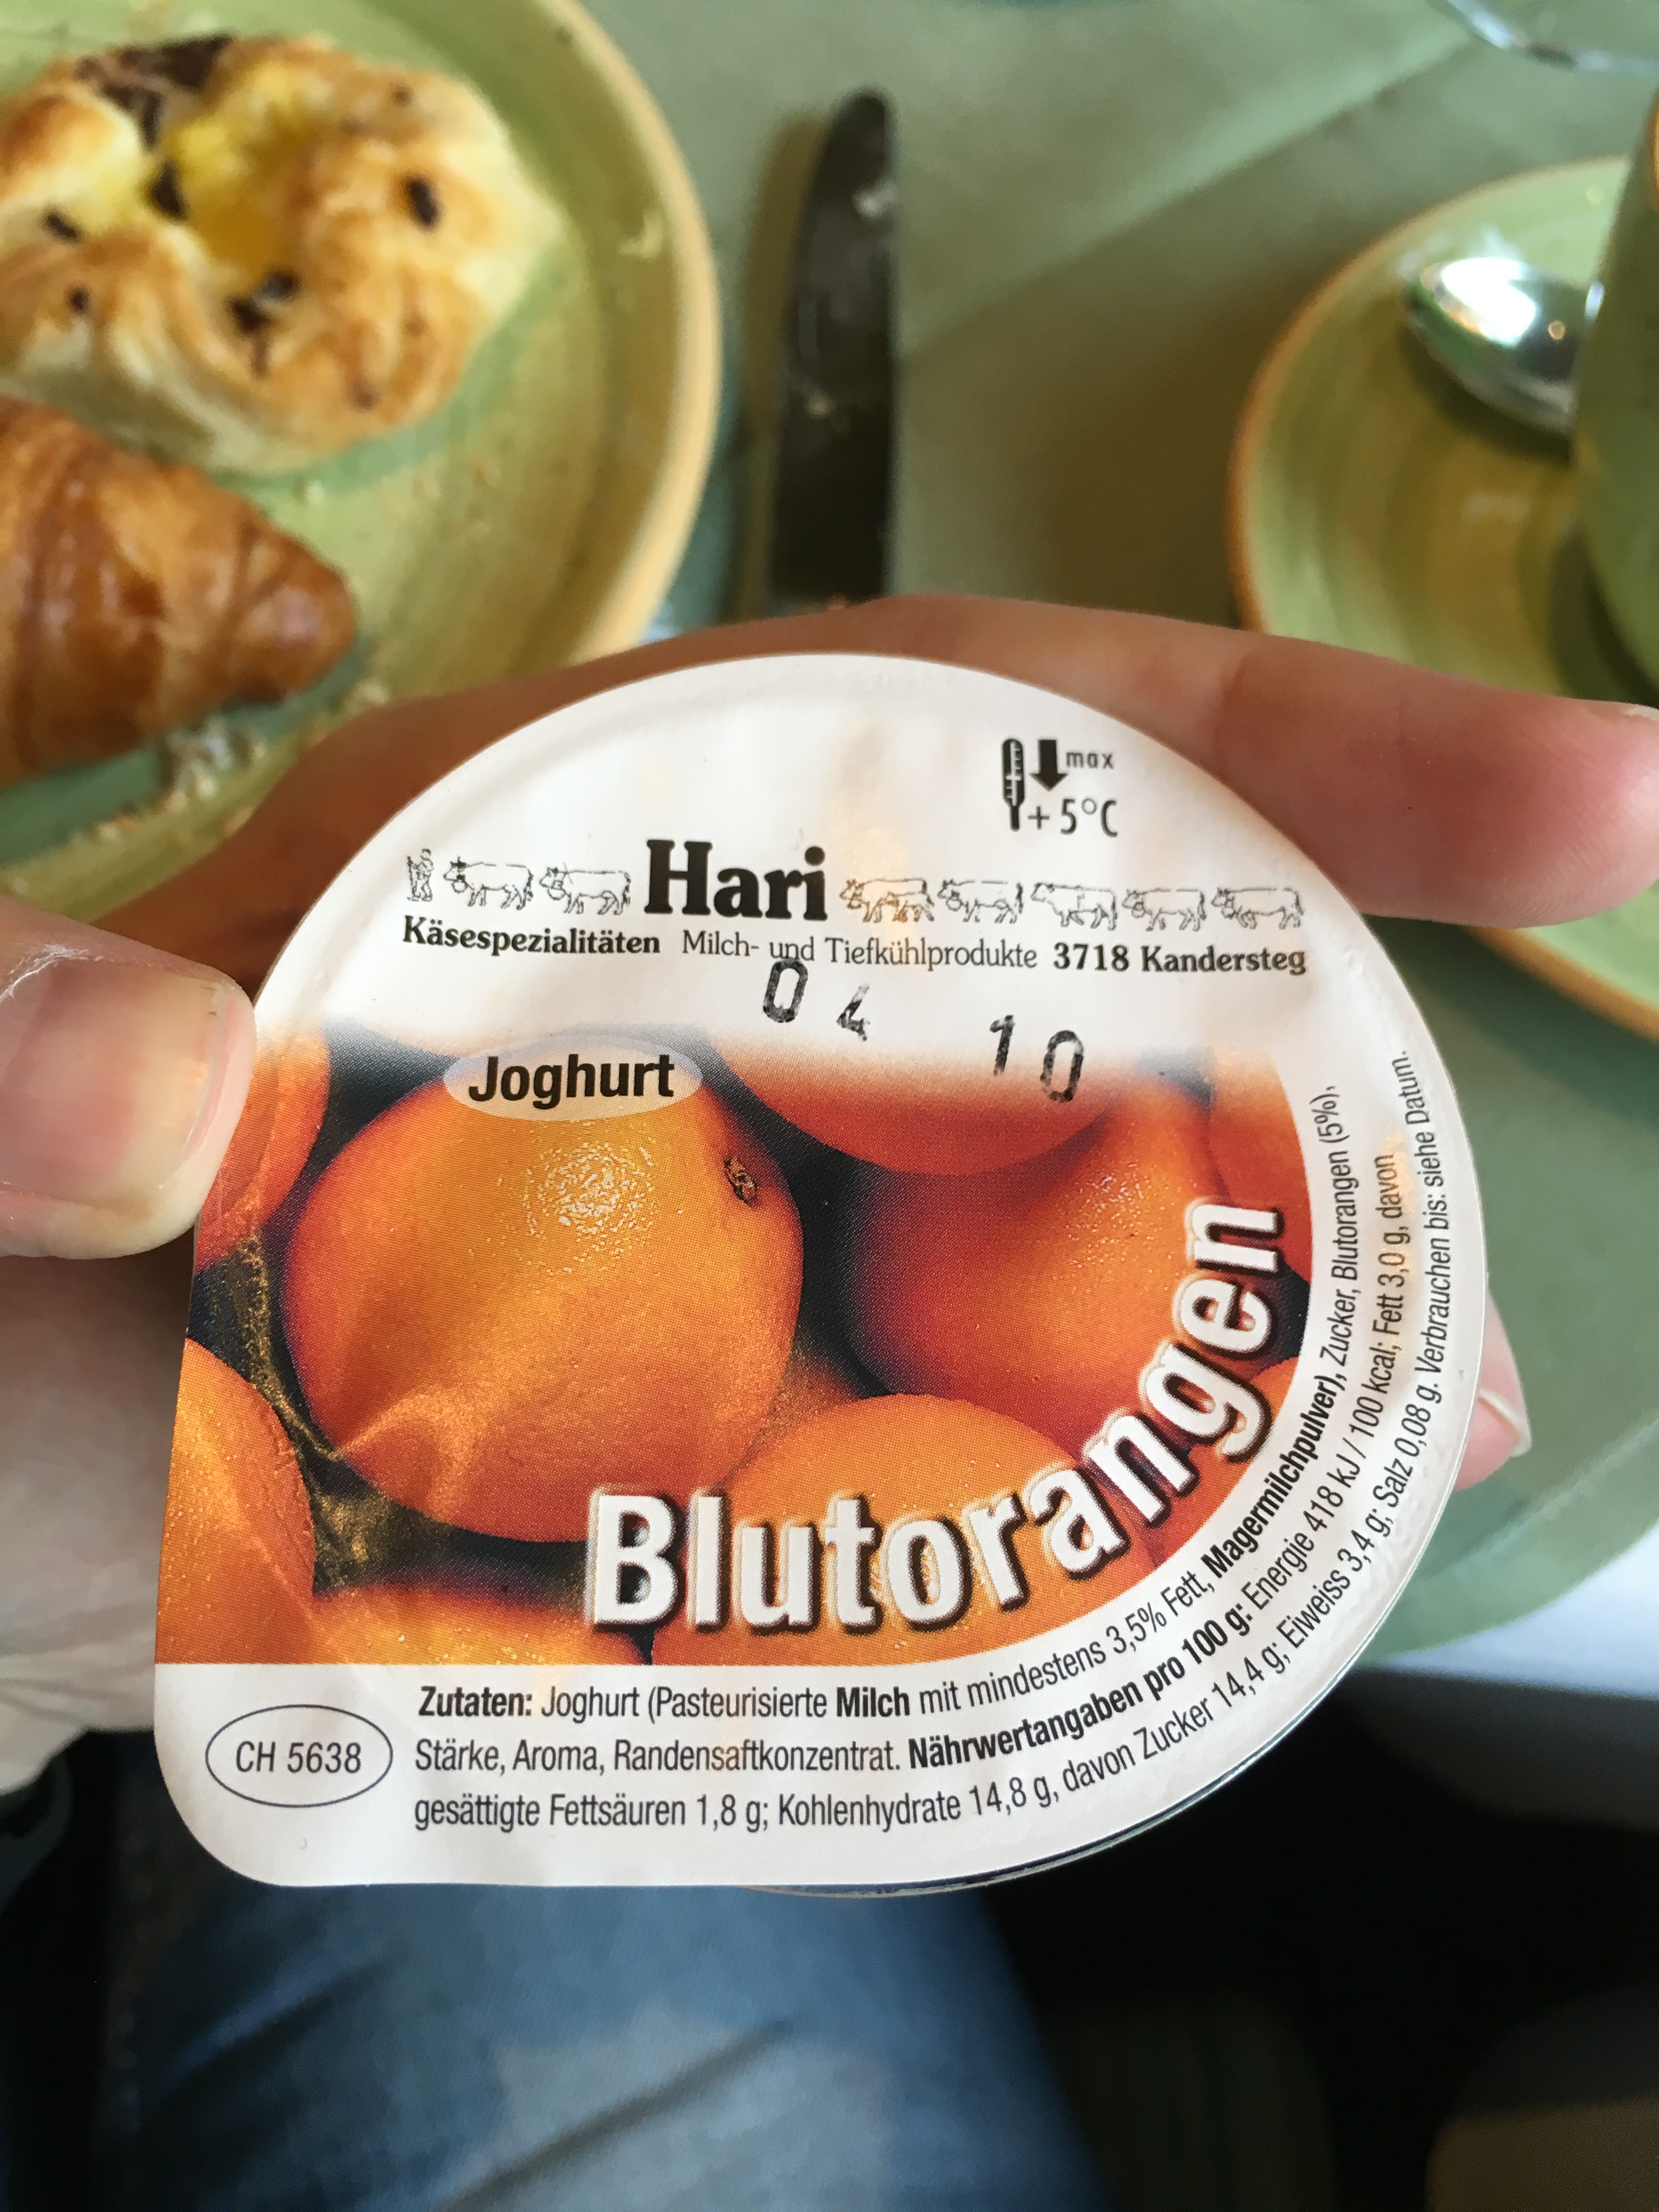 max
+5°C
Hari
Käsespezialitäten Milch- und Tiefkühlprodukte 3718 Kandersteg
04 10
Joghurt
Blutorangen
CH 5638
Zutaten: Joghurt (Pasteurisierte Milch mit mindestens 3,5% Fett, Magermilchpulver), Zucker, Blutorangen (5%),
Stärke, Aroma, Randensaftkonzentrat. Nährwertangaben pro 100 g: Energie 418 kJ / 100 kcal; Fett 3,0 g, davon
gesättigte Fettsäuren 1,8 g; Kohlenhydrate 14,8 g, davon Zucker 14,4 g; Eiweiss 3,4 g; Salz 0,08 g. Verbrauchen bis: siehe Datum.